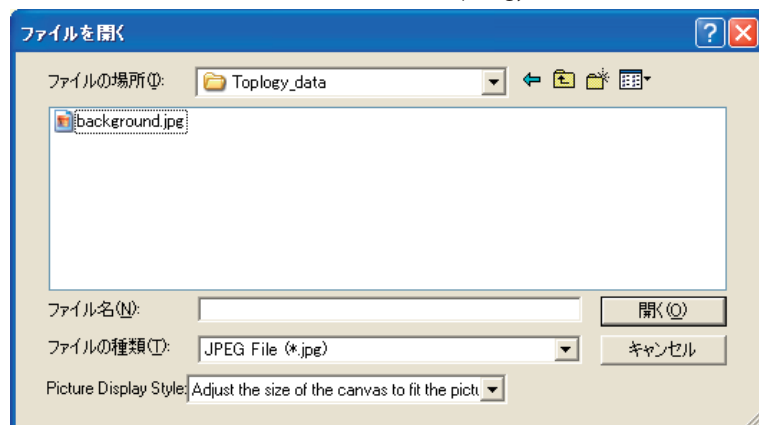 ファイルを開く
ファイルの場所(I): Toplogy_data
background.jpg
ファイル名(N): 開く(O)
ファイルの種類(T): JPEG File (*.jpg) キャンセル
Picture Display Style: Adjust the size of the canvas to fit the pictu